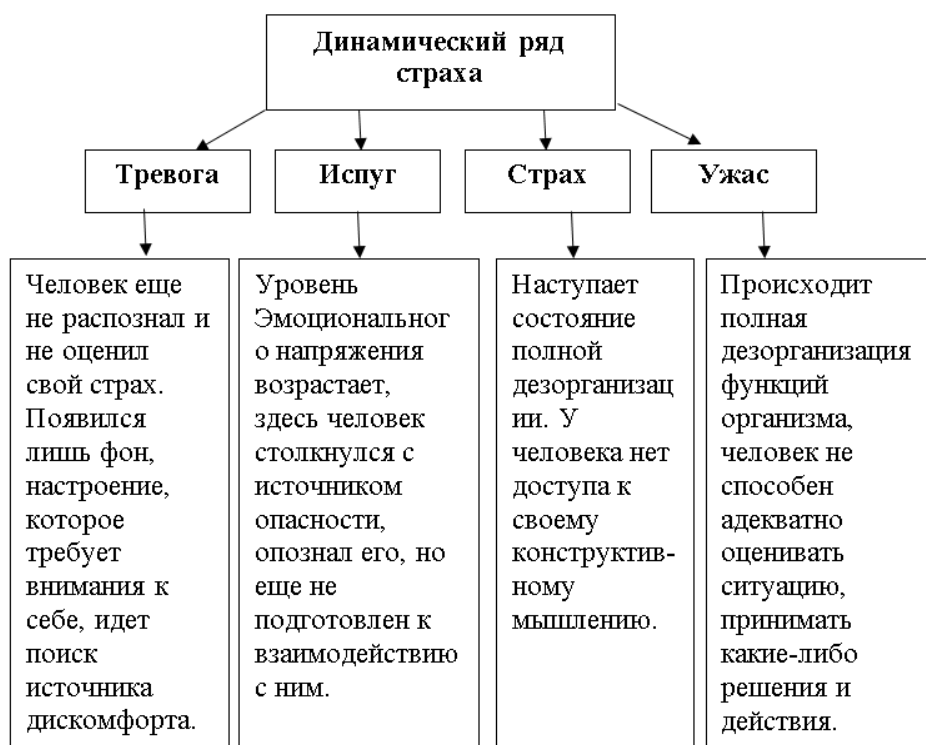 Динамический ряд
страха
Тревога
Испуг
Страх
Ужас
Человек еще
не распознал и
не оценил
свой страх.
Появился
лишь фон,
настроение,
которое
требует
внимания к
себе, идет
поиск
источника
дискомфорта.
Уровень
Эмоциональног
о напряжения
возрастает,
здесь человек
столкнулся с
источником
опасности,
опознал его, но
еще не
подготовлен к
взаимодействию
с ним.
Наступает
состояние
полной
дезорганизац
ии. У
человека нет
доступа к
своему
конструктив-
ному
мышлению.
Происходит
полная
дезорганизация
функций
организма,
человек не
способен
адекватно
оценивать
ситуацию,
принимать
какие-либо
решения и
действия.